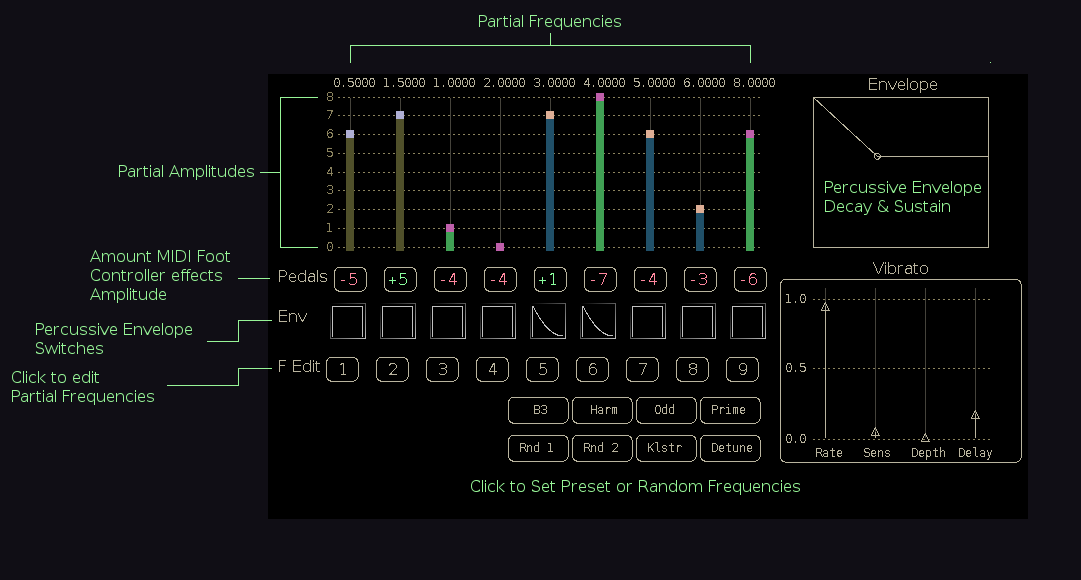 Partial Frequencies
0.5000 1.5000 1.0000 2.0000 3.0000 4.0000 5.0000 6.0000 8.0000
Envelope
8
7
6
5
4
3
2
1
0
Partial Amplitudes
Percussive Envelope
Decay & Sustain
Amount MIDI Foot
Controller effects
Amplitude
Pedals -5 +5 -4 -4 +1 -7 -4 -3 -6
Percussive Envelope
Switches
Env
Click to edit
Partial Frequencies
F Edit 1 2 3 4 5 6 7 8 9
B3 Harm Odd Prime
Rnd 1 Rnd 2 Klstr Detune
Click to Set Preset or Random Frequencies
Vibrato
1.0
0.5
0.0
Rate Sens Depth Delay